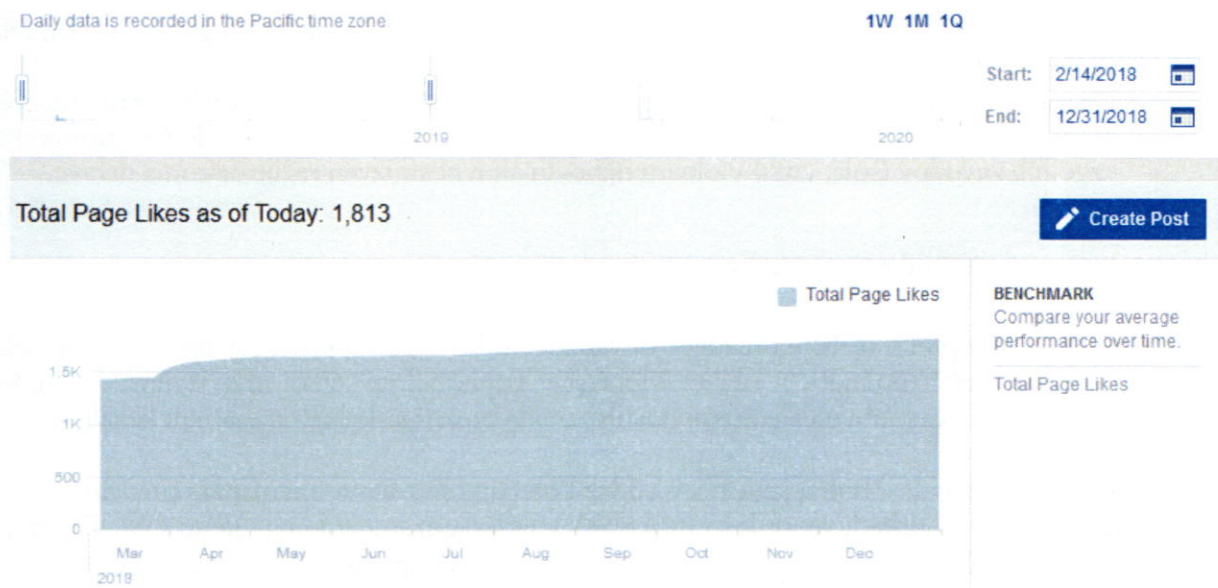 Daily data is recorded in the Pacific time zone.
1W 1M 1Q
Start: 2/14/2018
End: 12/31/2018
2019
2020
Total Page Likes as of Today: 1,813
Create Post
Total Page Likes
BENCHMARK
Compare your average
performance over time.
Total Page Likes
1.5K
1K
500
0
Mar Apr May Jun Jul Aug Sep Oct Nov Dec
2018